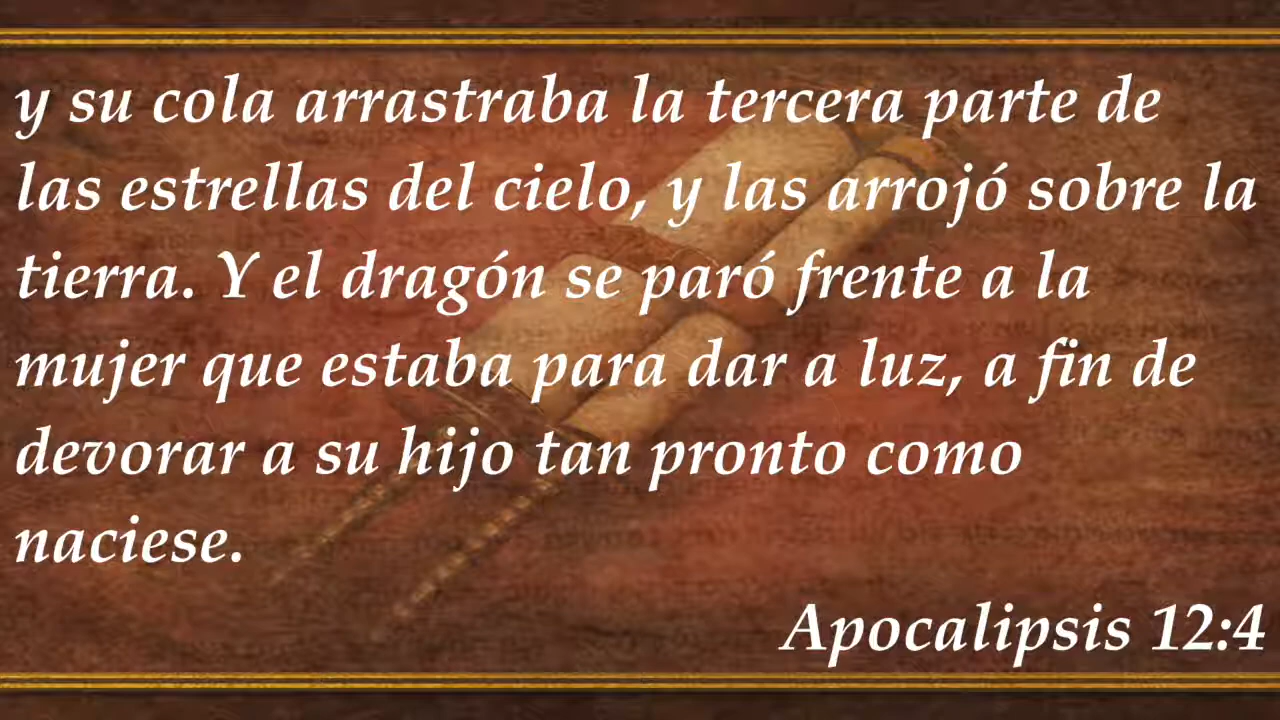 y su cola arrastraba la tercera parte de
las estrellas del cielo, y las arrojó sobre la
tierra. Y el dragón se paró frente a la
mujer que estaba para dar a luz, a fin de
devorar a su hijo tan pronto como
naciese.
Apocalipsis 12:4